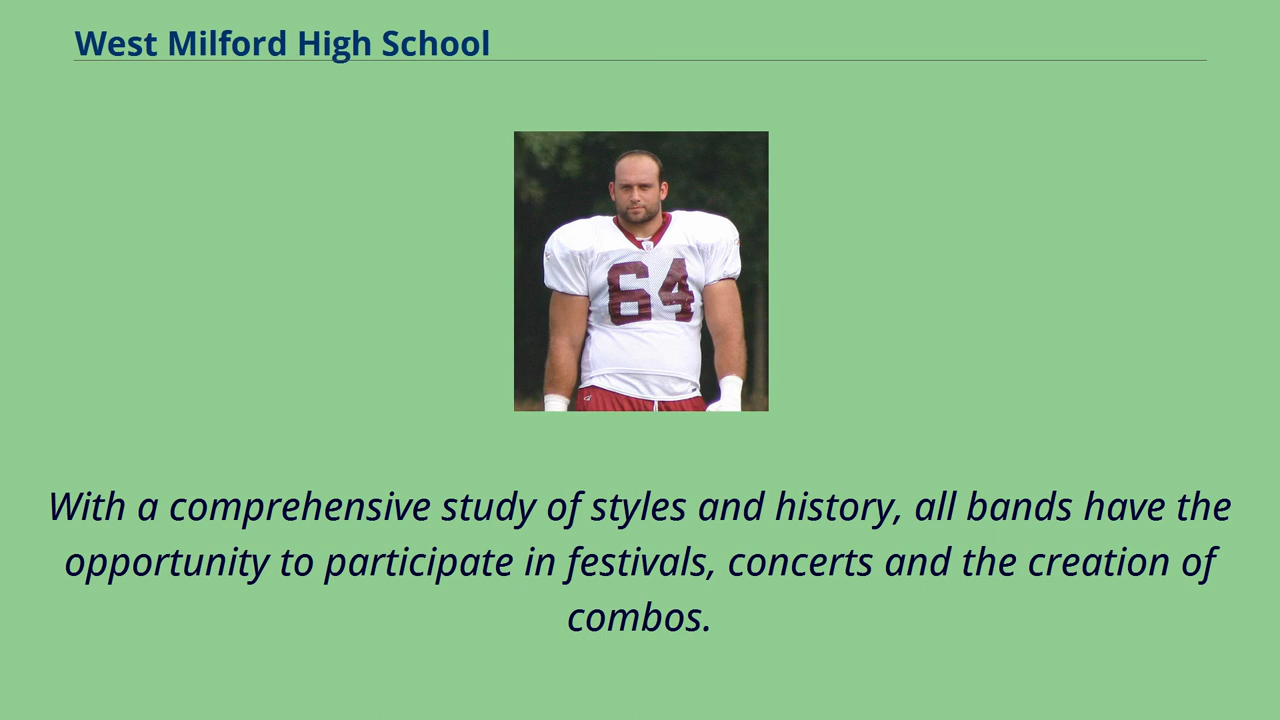 West Milford High School
64
With a comprehensive study of styles and history, all bands have the
opportunity to participate in festivals, concerts and the creation of
combos.